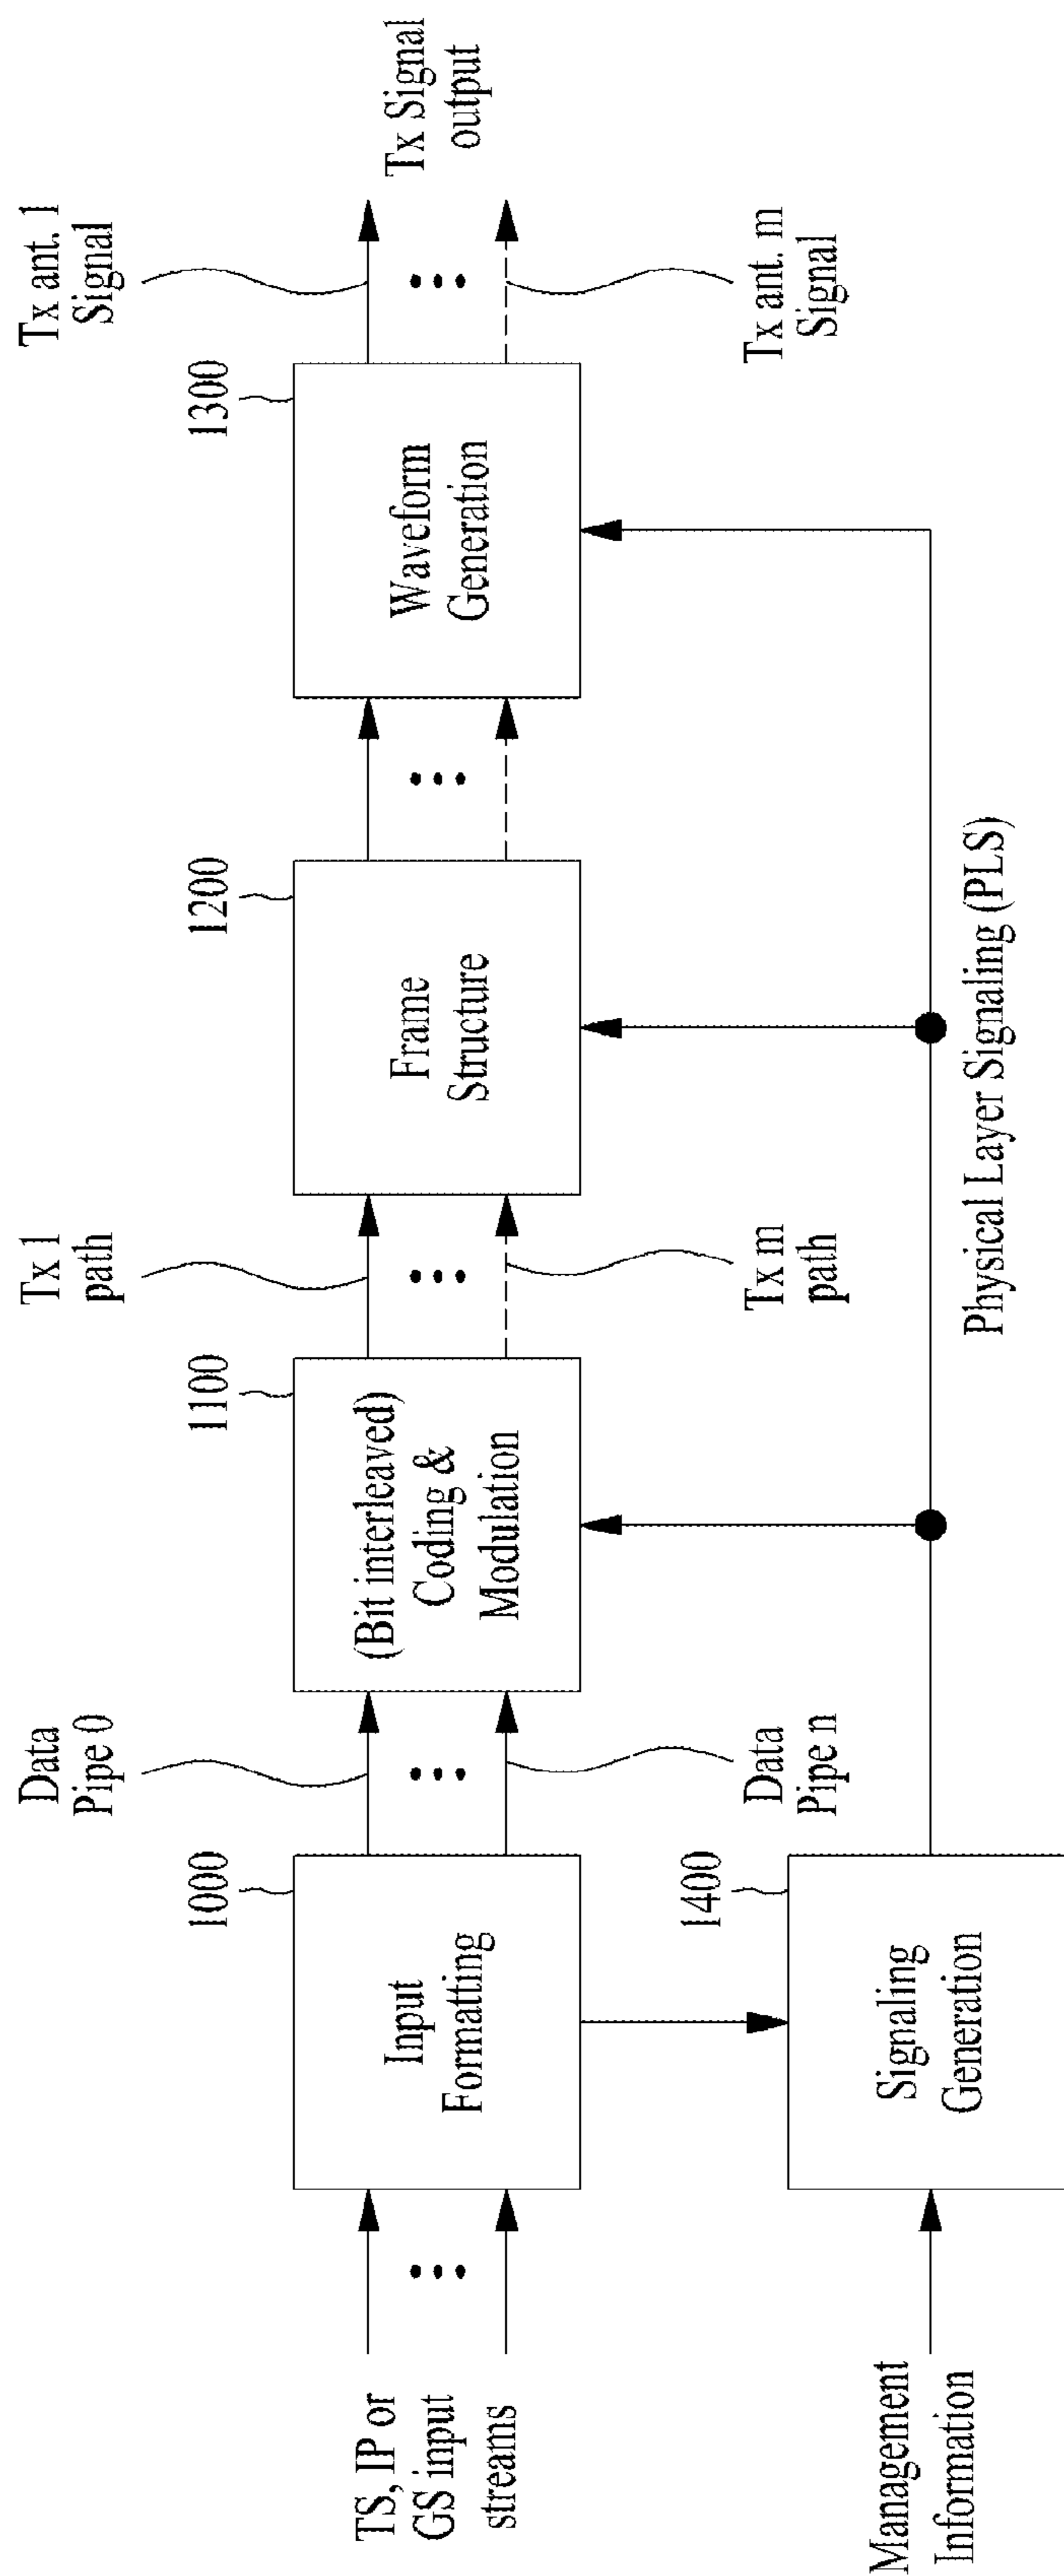 TS, IP or
GS input
streams
1000
Input
Formatting
Data
Pipe 0
Data
Pipe n
1100
(Bit interleaved)
Coding &
Modulation
Tx 1
path
Tx m
path
1200
Frame
Structure
1300
Waveform
Generation
Tx ant. 1
Signal
Tx Signal
output
Tx ant. m
Signal
Management
Information
1400
Signaling
Generation
Physical Layer Signaling (PLS)